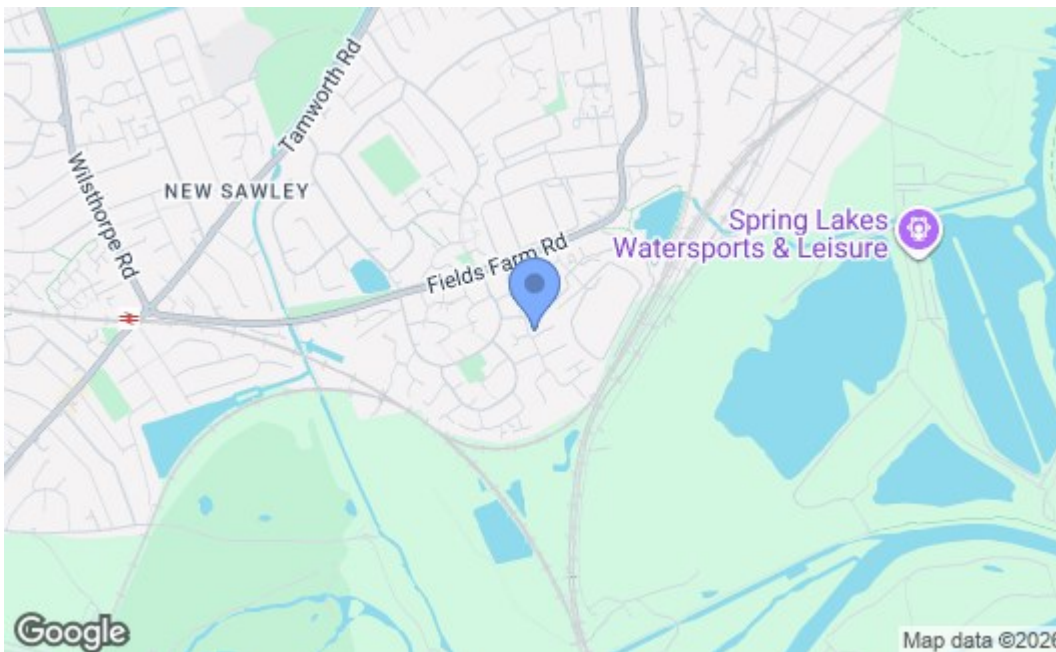 Tamworth Rd
Wilsthorpe Rd
NEW SAWLEY
Spring Lakes
Watersports & Leisure
Fields Farm Rd
Google
Map data ©2026